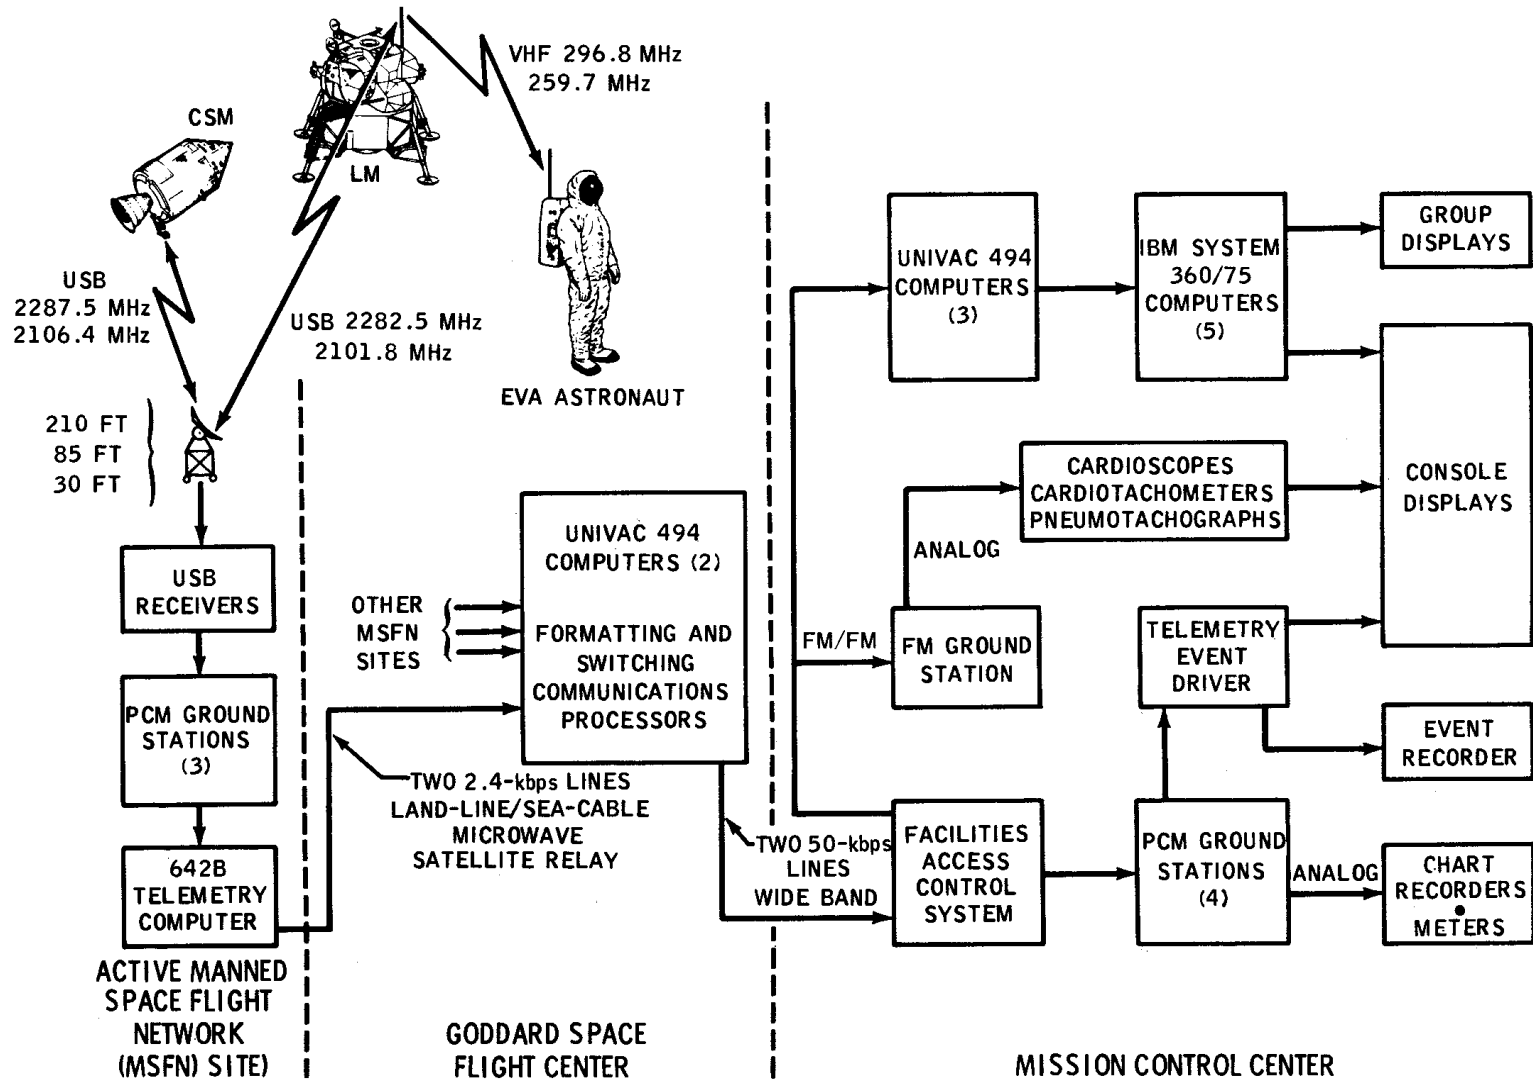 VHF 296.8 MHz
259.7 MHz
CSM
LM
USB
2287.5 MHz
2106.4 MHz
USB 2282.5 MHz
2101.8 MHz
EVA ASTRONAUT
210 FT
85 FT
30 FT
USB
RECEIVERS
PCM GROUND
STATIONS
(3)
642B
TELEMETRY
COMPUTER
ACTIVE MANNED
SPACE FLIGHT
NETWORK
(MSFN) SITE)
OTHER
MSFN
SITES
UNIVAC 494
COMPUTERS (2)
FORMATTING AND
SWITCHING
COMMUNICATIONS
PROCESSORS
TWO 2.4-kbps LINES
LAND-LINE/SEA-CABLE
MICROWAVE
SATELLITE RELAY
TWO 50-kbps
LINES
WIDE BAND
GODDARD SPACE
FLIGHT CENTER
UNIVAC 494
COMPUTERS
(3)
IBM SYSTEM
360/75
COMPUTERS
(5)
GROUP
DISPLAYS
CARDIOSCOPES
CARDIOTACHOMETERS
PNEUMOTACHOGRAPHS
CONSOLE
DISPLAYS
ANALOG
FM/FM
FM GROUND
STATION
TELEMETRY
EVENT
DRIVER
EVENT
RECORDER
FACILITIES
ACCESS
CONTROL
SYSTEM
PCM GROUND
STATIONS
(4)
ANALOG
CHART
RECORDERS
•
METERS
MISSION CONTROL CENTER